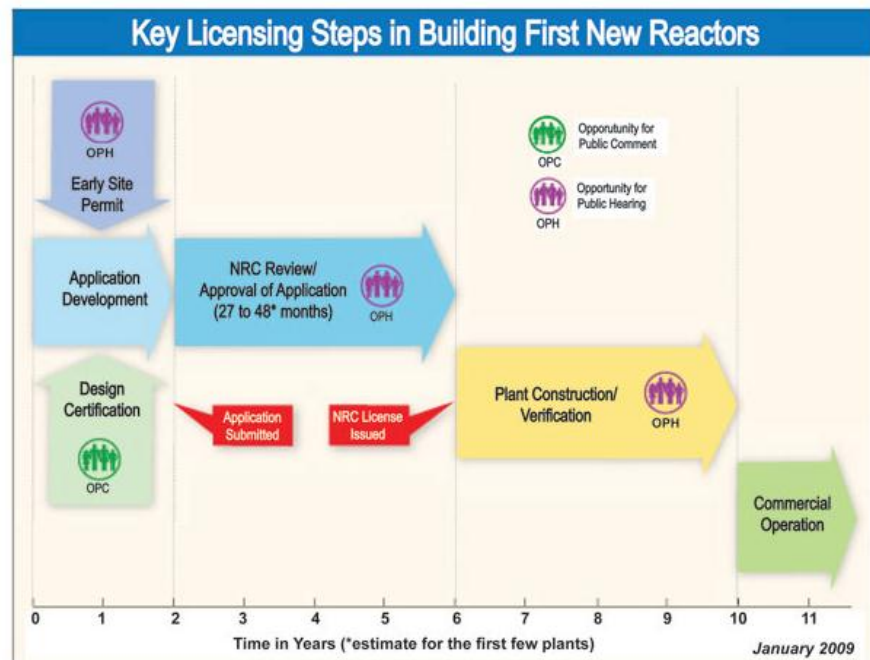 Key Licensing Steps in Building First New Reactors
OPH
Early Site
Permit
Oporutunity for
Public Comment
OPC
Opportunity for
Public Hearing
OPH
Application
Development
NRC Review/
Approval of Application
(27 to 48* months)
OPH
Design
Certification
OPC
Application
Submitted
NRC License
Issued
Plant Construction/
Verification
OPH
Commercial
Operation
0 1 2 3 4 5 6 7 8 9 10 11
Time in Years (*estimate for the first few plants)
January 2009